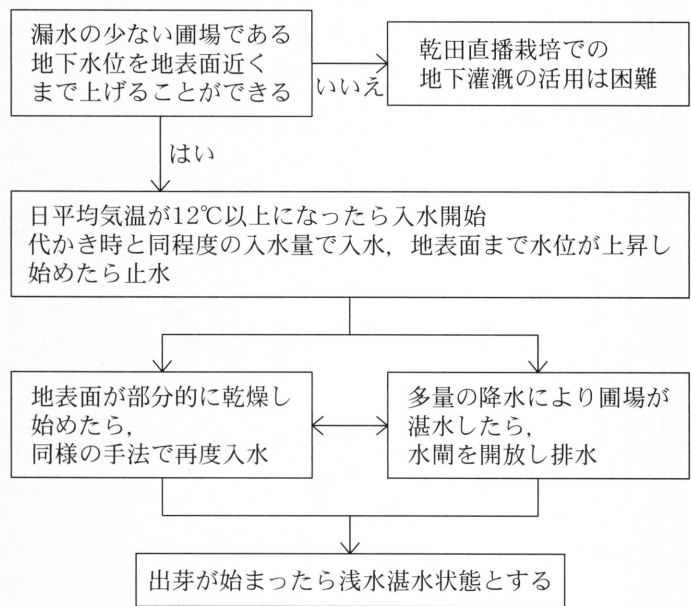 漏水の少ない圃場である
地下水位を地表面近く
まで上げることができる
いいえ
乾田直播栽培での
地下灌漑の活用は困難
はい
日平均気温が12℃以上になったら入水開始
代かき時と同程度の入水量で入水，地表面まで水位が上昇し
始めたら止水
地表面が部分的に乾燥し
始めたら，
同様の手法で再度入水
多量の降水により圃場が
湛水したら，
水閘を開放し排水
出芽が始まったら浅水湛水状態とする